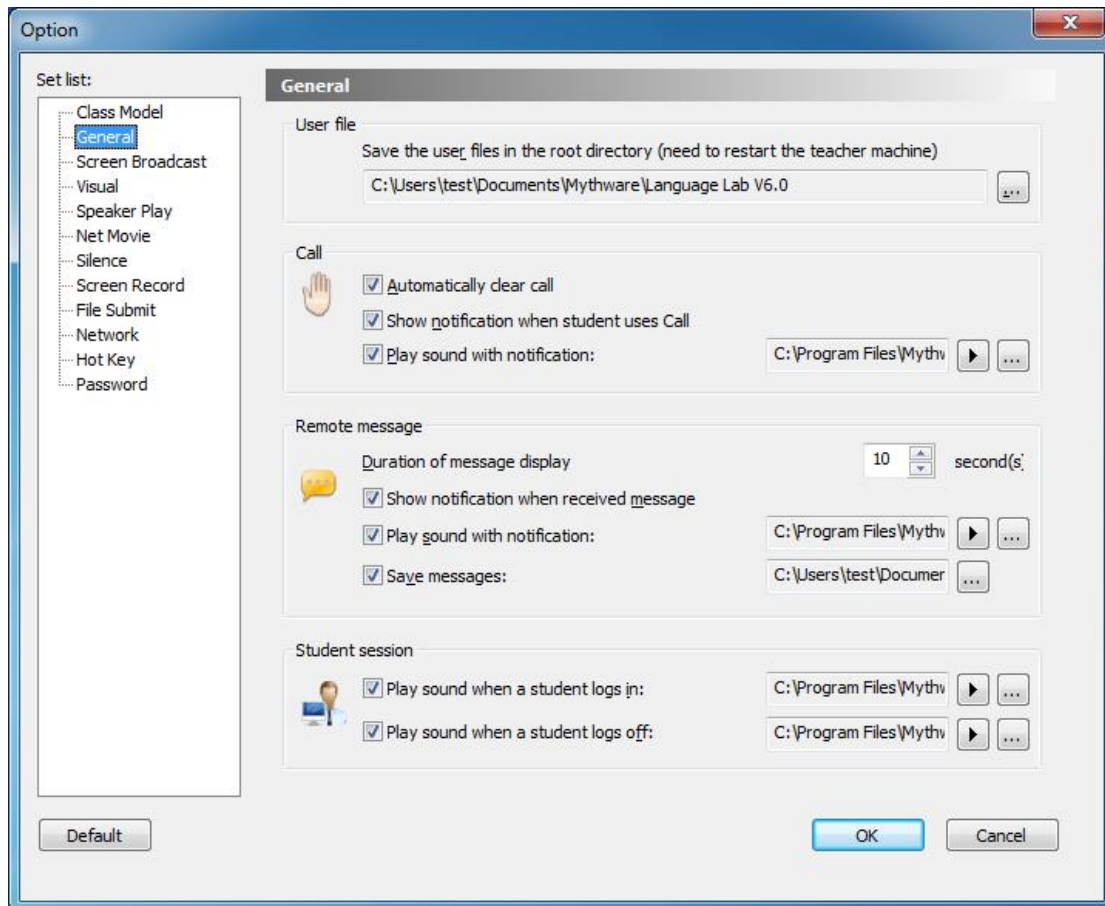 Option
Set list:
Class Model
General
Screen Broadcast
Visual
Speaker Play
Net Movie
Silence
Screen Record
File Submit
Network
Hot Key
Password
General
User file
Save the user files in the root directory (need to restart the teacher machine)
C:\Users\test\Documents\Mythware\Language Lab V6.0 ...
Call
Automatically clear call
Show notification when student uses Call
Play sound with notification: C:\Program Files\Mythw ...
Remote message
Duration of message display 10 second(s)
Show notification when received message
Play sound with notification: C:\Program Files\Mythw ...
Save messages: C:\Users\test\Documer ...
Student session
Play sound when a student logs in: C:\Program Files\Mythw ...
Play sound when a student logs off: C:\Program Files\Mythw ...
Default OK Cancel